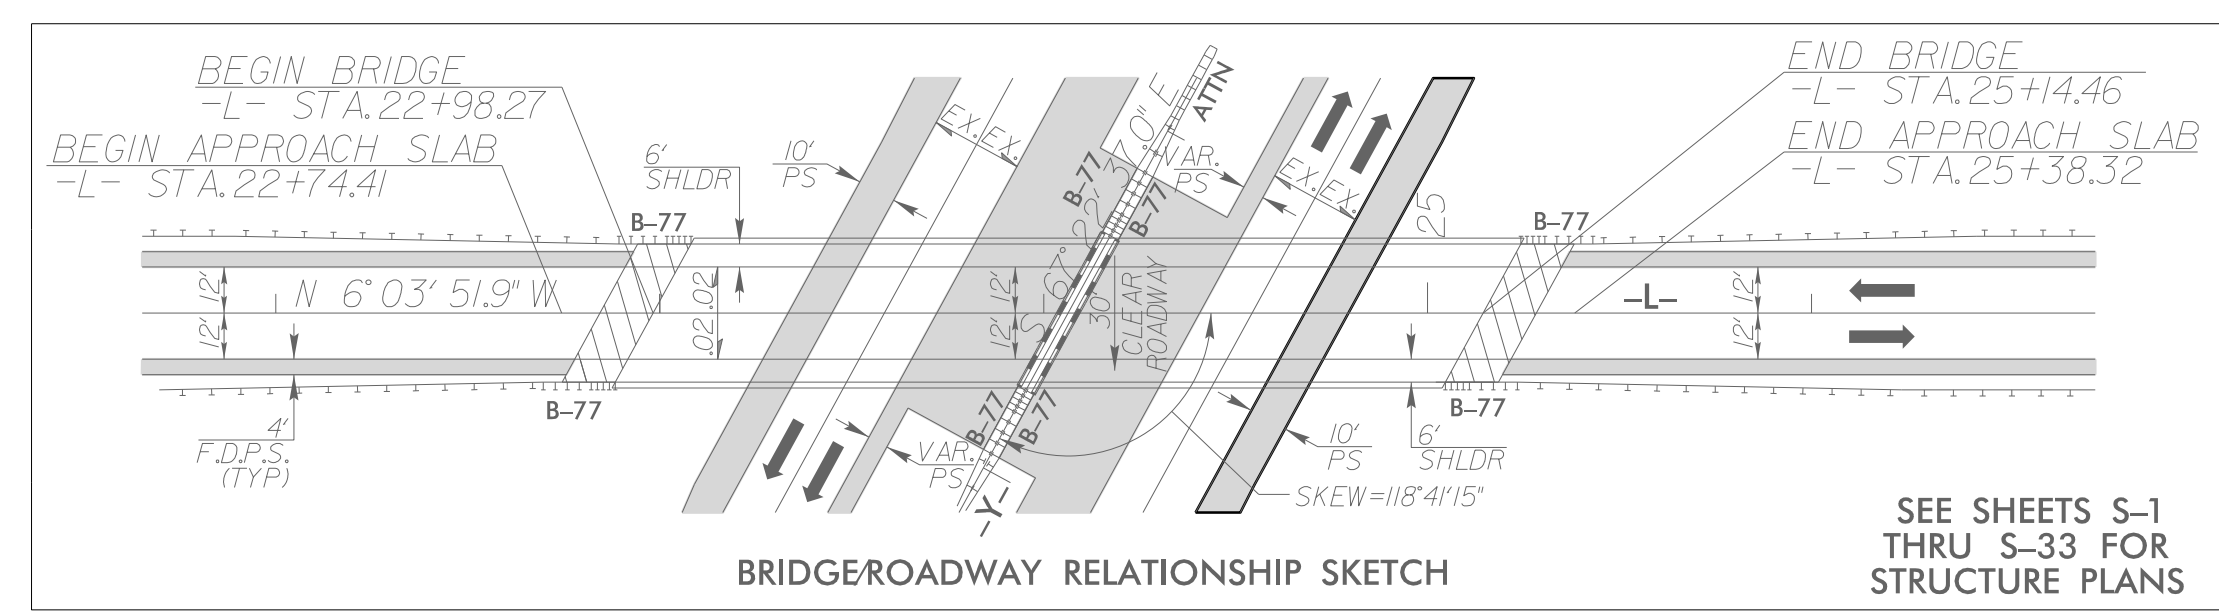 BEGIN BRIDGE
-L- STA. 22+98.27
BEGIN APPROACH SLAB
-L- STA. 22+74.41
END BRIDGE
-L- STA. 25+14.46
END APPROACH SLAB
-L- STA. 25+38.32
6'
SHLDR
10'
PS
EX.
EX.
ATTN
VAR.
PS
EX.
EX.
25
B-77
B-77
B-77
B-77
S 67° 22' 37.0" E
12'
12'
N 6° 03' 51.9" W
.02
.02
12'
12'
30'
CLEAR
ROADWAY
-L-
12'
12'
B-77
B-77
B-77
B-77
4'
F.D.P.S.
(TYP)
VAR.
PS
-Y-
10'
PS
6'
SHLDR
SKEW=118°41'15"
BRIDGE/ROADWAY RELATIONSHIP SKETCH
SEE SHEETS S-1
THRU S-33 FOR
STRUCTURE PLANS